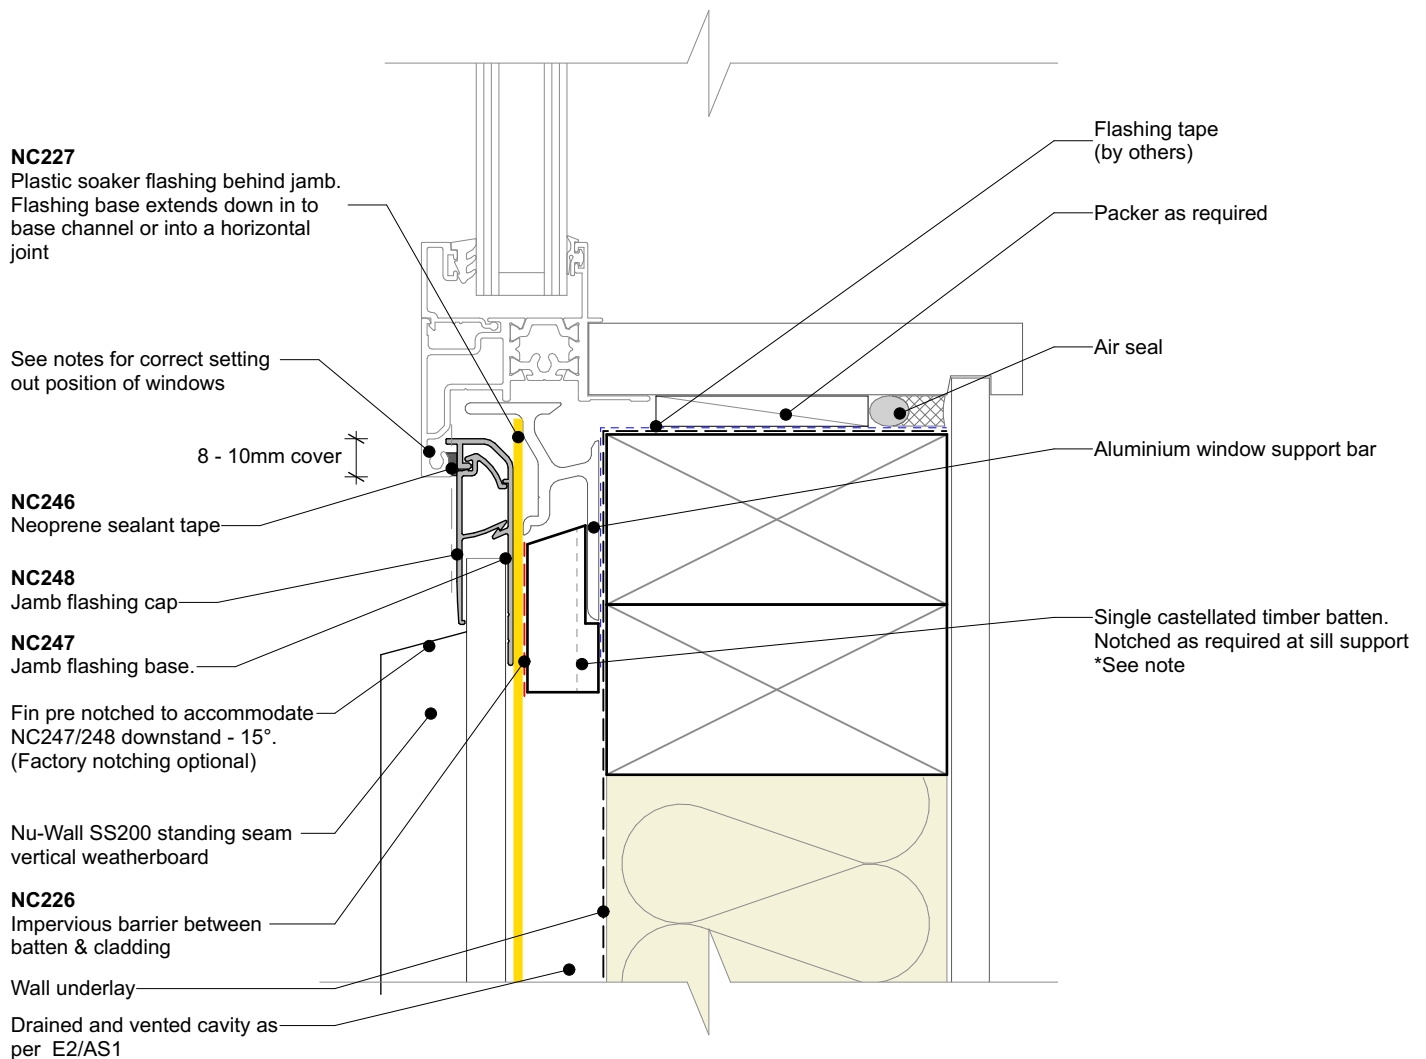 NC227
Plastic soaker flashing behind jamb.
Flashing base extends down in to
base channel or into a horizontal
joint
See notes for correct setting
out position of windows
8 - 10mm cover
NC246
Neoprene sealant tape
NC248
Jamb flashing cap
NC247
Jamb flashing base.
Fin pre notched to accommodate
NC247/248 downstand - 15°.
(Factory notching optional)
Nu-Wall SS200 standing seam
vertical weatherboard
NC226
Impervious barrier between
batten & cladding
Wall underlay
Drained and vented cavity as
per E2/AS1
Flashing tape
(by others)
Packer as required
Air seal
Aluminium window support bar
Single castellated timber batten.
Notched as required at sill support
*See note